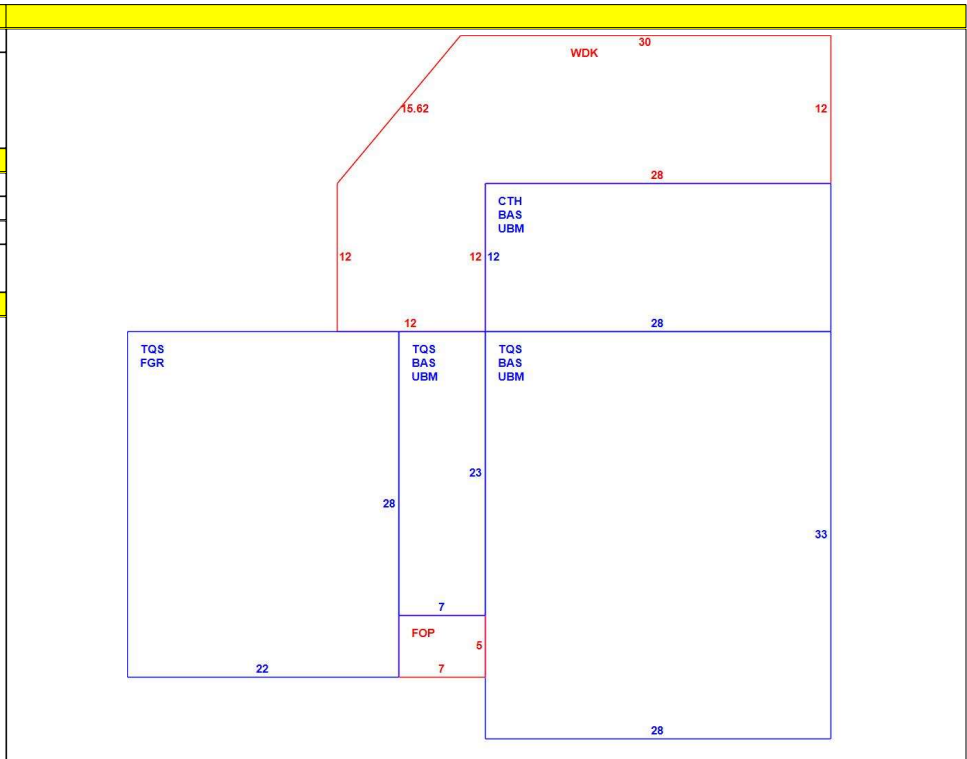 30
WDK
15.62
12
28
CTH
BAS
UBM
12
12 12
12
28
TQS
FGR
TQS
BAS
UBM
TQS
BAS
UBM
23
28
33
7
FOP
5
22
7
28